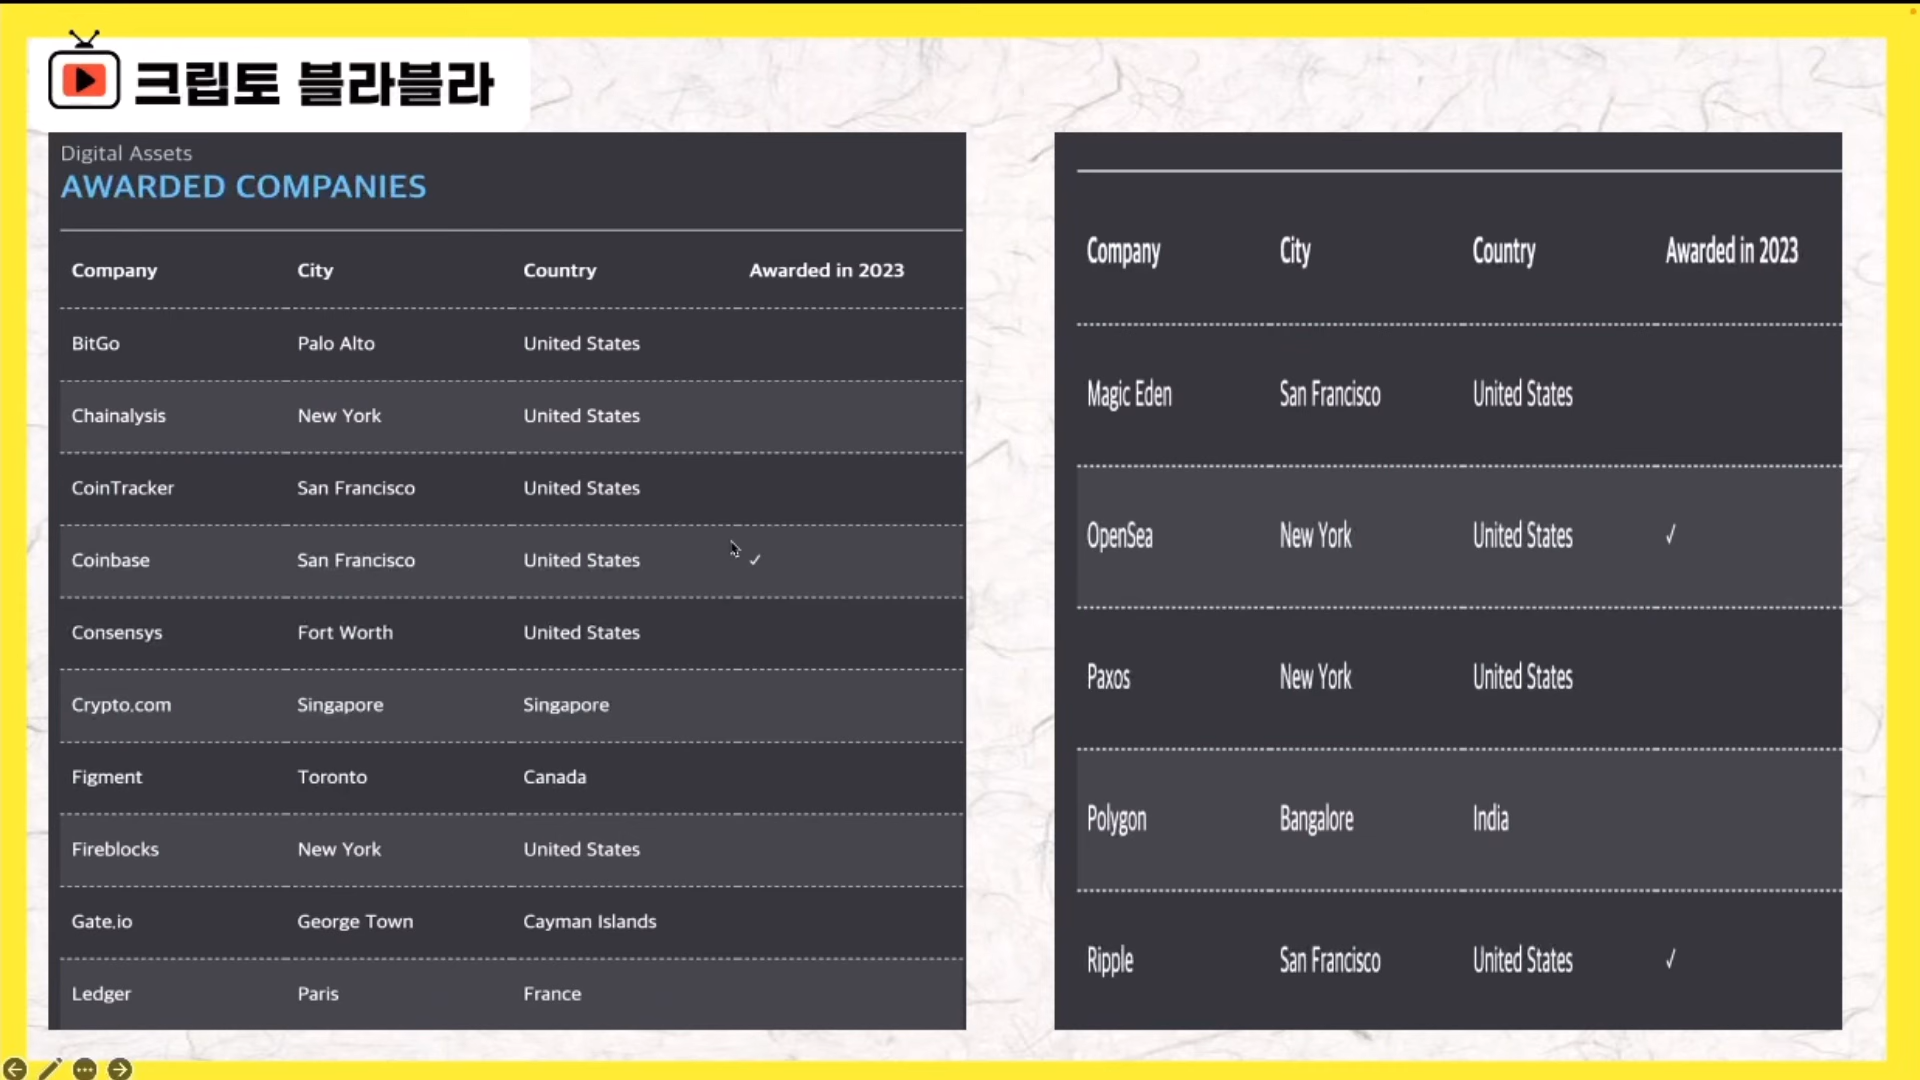 크립토 블라블라
Digital Assets
AWARDED COMPANIES
Company City Country Awarded in 2023
BitGo Palo Alto United States
Chainalysis New York United States
CoinTracker San Francisco United States
Coinbase San Francisco United States ✓
Consensys Fort Worth United States
Crypto.com Singapore Singapore
Figment Toronto Canada
Fireblocks New York United States
Gate.io George Town Cayman Islands
Ledger Paris France
Company City Country Awarded in 2023
Magic Eden San Francisco United States
OpenSea New York United States ✓
Paxos New York United States
Polygon Bangalore India
Ripple San Francisco United States ✓